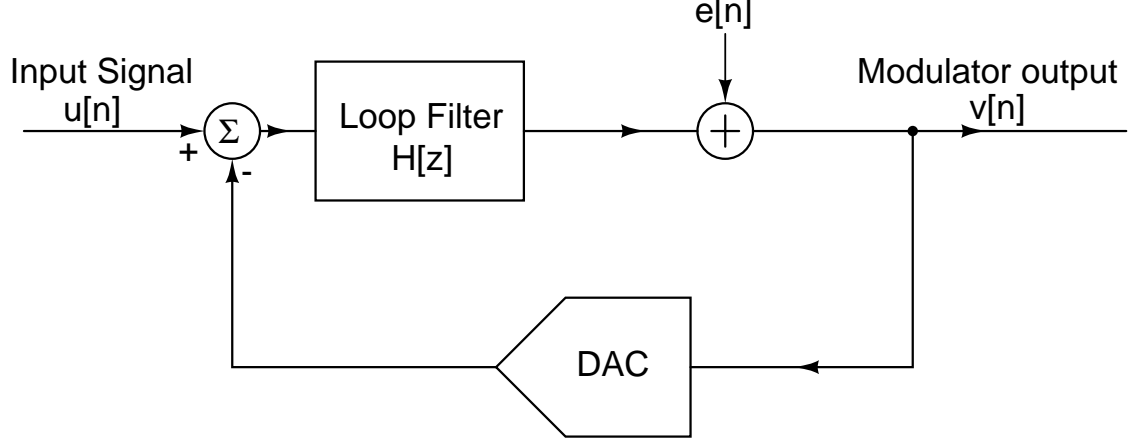 e[n]
Input Signal
u[n]
+
Σ
-
Loop Filter
H[z]
+
Modulator output
v[n]
DAC